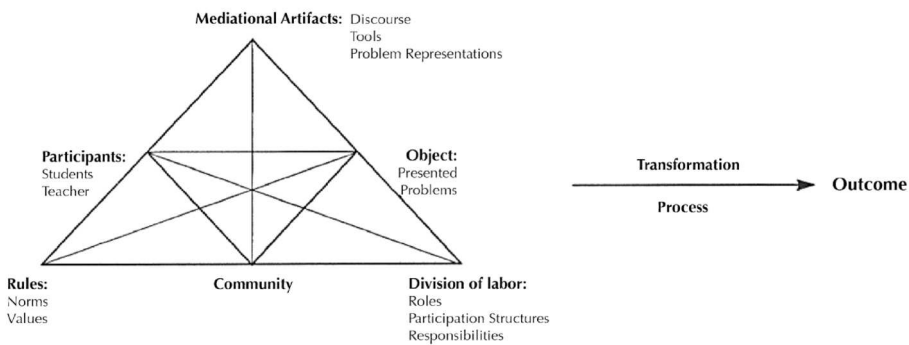 Mediational Artifacts: Discourse
Tools
Problem Representations
Participants:
Students
Teacher
Object:
Presented
Problems
Transformation
Process
Outcome
Rules:
Norms
Values
Community
Division of labor:
Roles
Participation Structures
Responsibilities